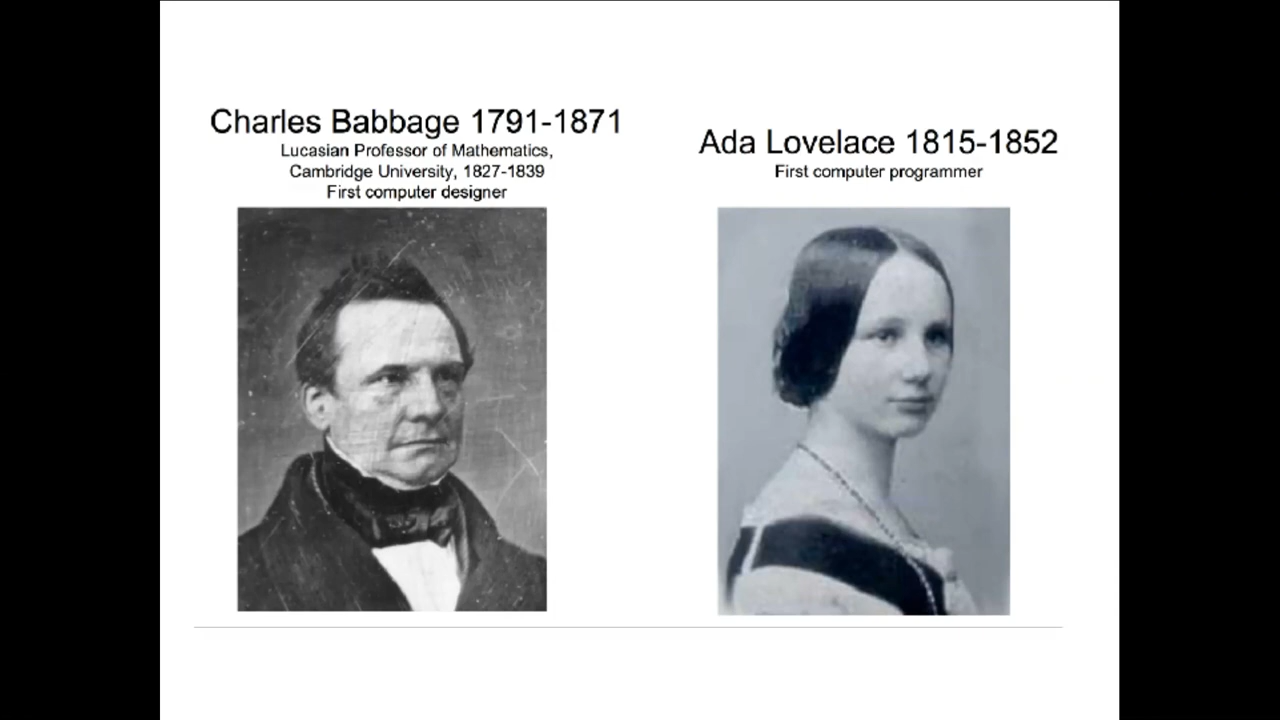 Charles Babbage 1791-1871
Lucasian Professor of Mathematics,
Cambridge University, 1827-1839
First computer designer
Ada Lovelace 1815-1852
First computer programmer